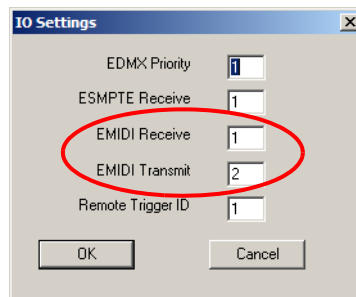 IO Settings
EDMX Priority 1
ESMPTE Receive 1
EMIDI Receive 1
EMIDI Transmit 2
Remote Trigger ID 1
OK Cancel